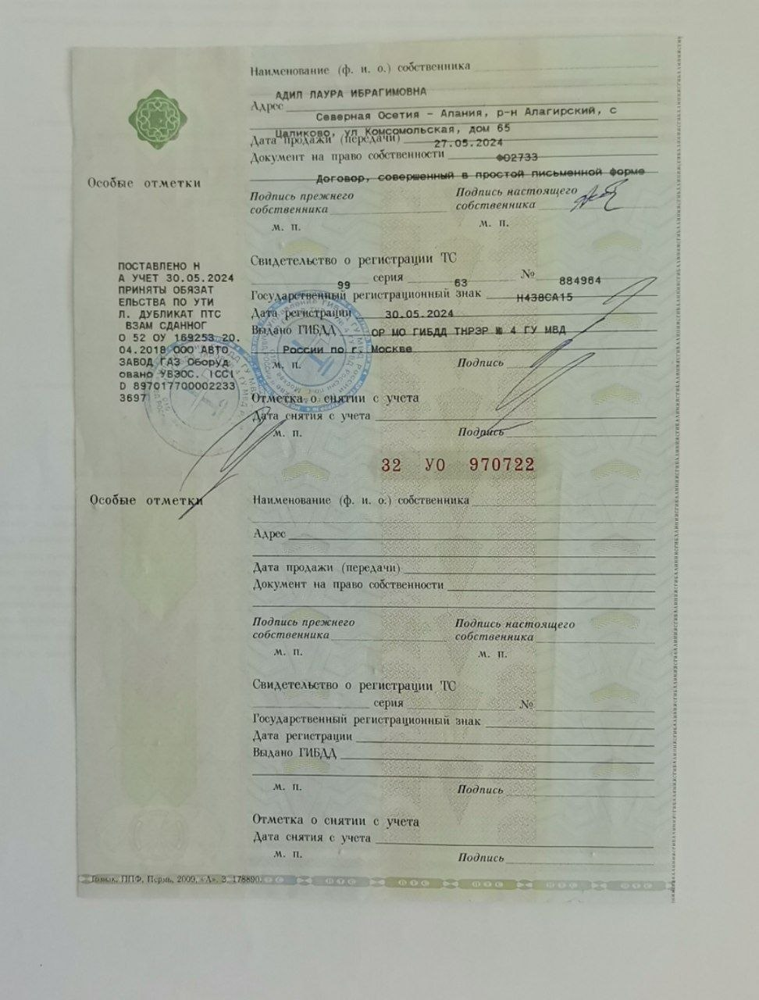 Наименование (ф. и. о.) собственника
АДИЛ ЛАУРА ИБРАГИМОВНА
Адрес
Северная Осетия - Алания, р-н Алагирский, с
Цаликово, ул Комсомольская, дом 65
Дата продажи (передачи) 27.05.2024
Документ на право собственности Ф02733
Договор, совершенный в простой письменной форме
Особые отметки
Подпись прежнего собственника
Подпись настоящего собственника
м. п. м. п.
ПОСТАВЛЕНО Н
А УЧЕТ 30.05.2024
ПРИНЯТЫ ОБЯЗАТ
ЕЛЬСТВА ПО УТИ
Л. ДУБЛИКАТ ПТС
ВЗАМ СДАННОГ
О 52 ОУ 169253 20.
04.2018 ООО АВТО
ЗАВОД ГАЗ Оборуд
овано УВЭОС. ICCI
D 897017700002233
3697
Свидетельство о регистрации ТС
99 серия 63 № 884964
Государственный регистрационный знак Н438СА15
Дата регистрации 30.05.2024
Выдано ГИБДД ОР МО ГИБДД ТНРЭР № 4 ГУ МВД
России по г. Москве
м. п. Подпись
Отметка о снятии с учета
Дата снятия с учета
м. п. Подпись
32 УО 970722
Особые отметки
Наименование (ф. и. о.) собственника
Адрес
Дата продажи (передачи)
Документ на право собственности
Подпись прежнего собственника
Подпись настоящего собственника
м. п. м. п.
Свидетельство о регистрации ТС
серия №
Государственный регистрационный знак
Дата регистрации
Выдано ГИБДД
м. п. Подпись
Отметка о снятии с учета
Дата снятия с учета
м. п. Подпись
Гознак, ППФ, Пермь, 2009, «А». З. 178890.